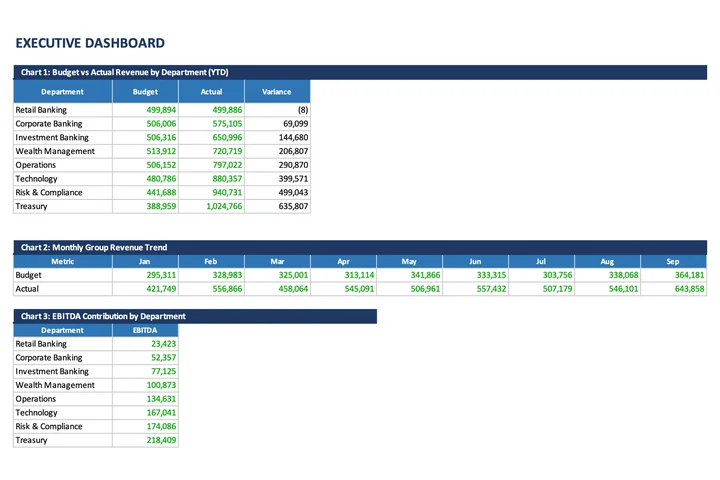 EXECUTIVE DASHBOARD
Chart 1: Budget vs Actual Revenue by Department (YTD)
Department Budget Actual Variance
Retail Banking 499,894 499,886 (8)
Corporate Banking 506,006 575,105 69,099
Investment Banking 506,316 650,996 144,680
Wealth Management 513,912 720,719 206,807
Operations 506,152 797,022 290,870
Technology 480,786 880,357 399,571
Risk & Compliance 441,688 940,731 499,043
Treasury 388,959 1,024,766 635,807
Chart 2: Monthly Group Revenue Trend
Metric Jan Feb Mar Apr May Jun Jul Aug Sep
Budget 295,311 328,983 325,001 313,114 341,866 333,315 303,756 338,068 364,181
Actual 421,749 556,866 458,064 545,091 506,961 557,432 507,179 546,101 643,858
Chart 3: EBITDA Contribution by Department
Department EBITDA
Retail Banking 23,423
Corporate Banking 52,357
Investment Banking 77,125
Wealth Management 100,873
Operations 134,631
Technology 167,041
Risk & Compliance 174,086
Treasury 218,409